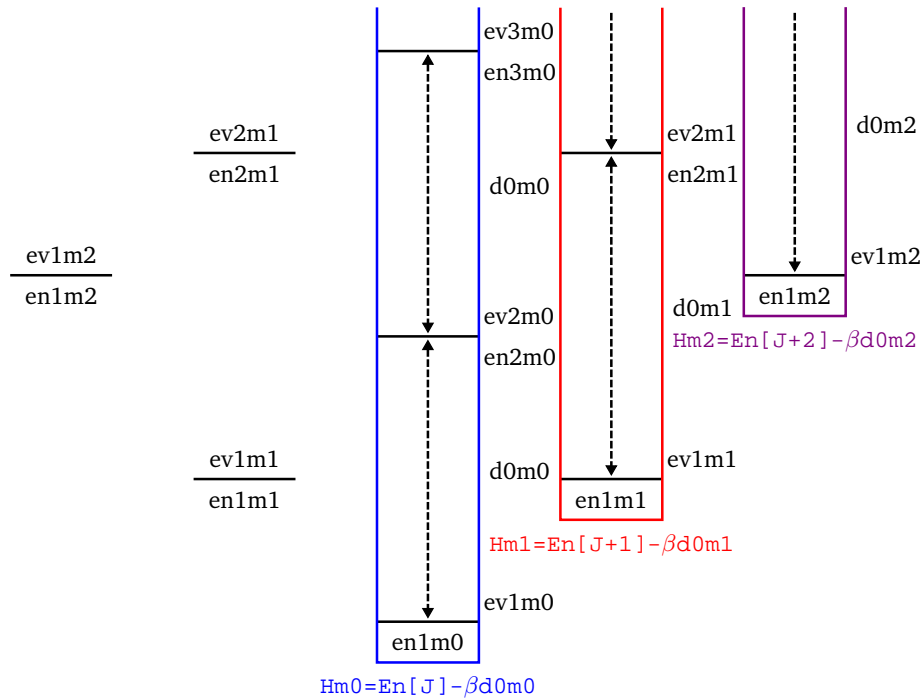 ev3m0
en3m0
ev2m1
en2m1
ev2m1
en2m1
d0m2
d0m0
ev1m2
en1m2
ev1m2
en1m2
d0m1
ev2m0
en2m0
Hm2=En[J+2]-βd0m2
ev1m1
en1m1
d0m0
ev1m1
en1m1
Hm1=En[J+1]-βd0m1
ev1m0
en1m0
Hm0=En[J]-βd0m0